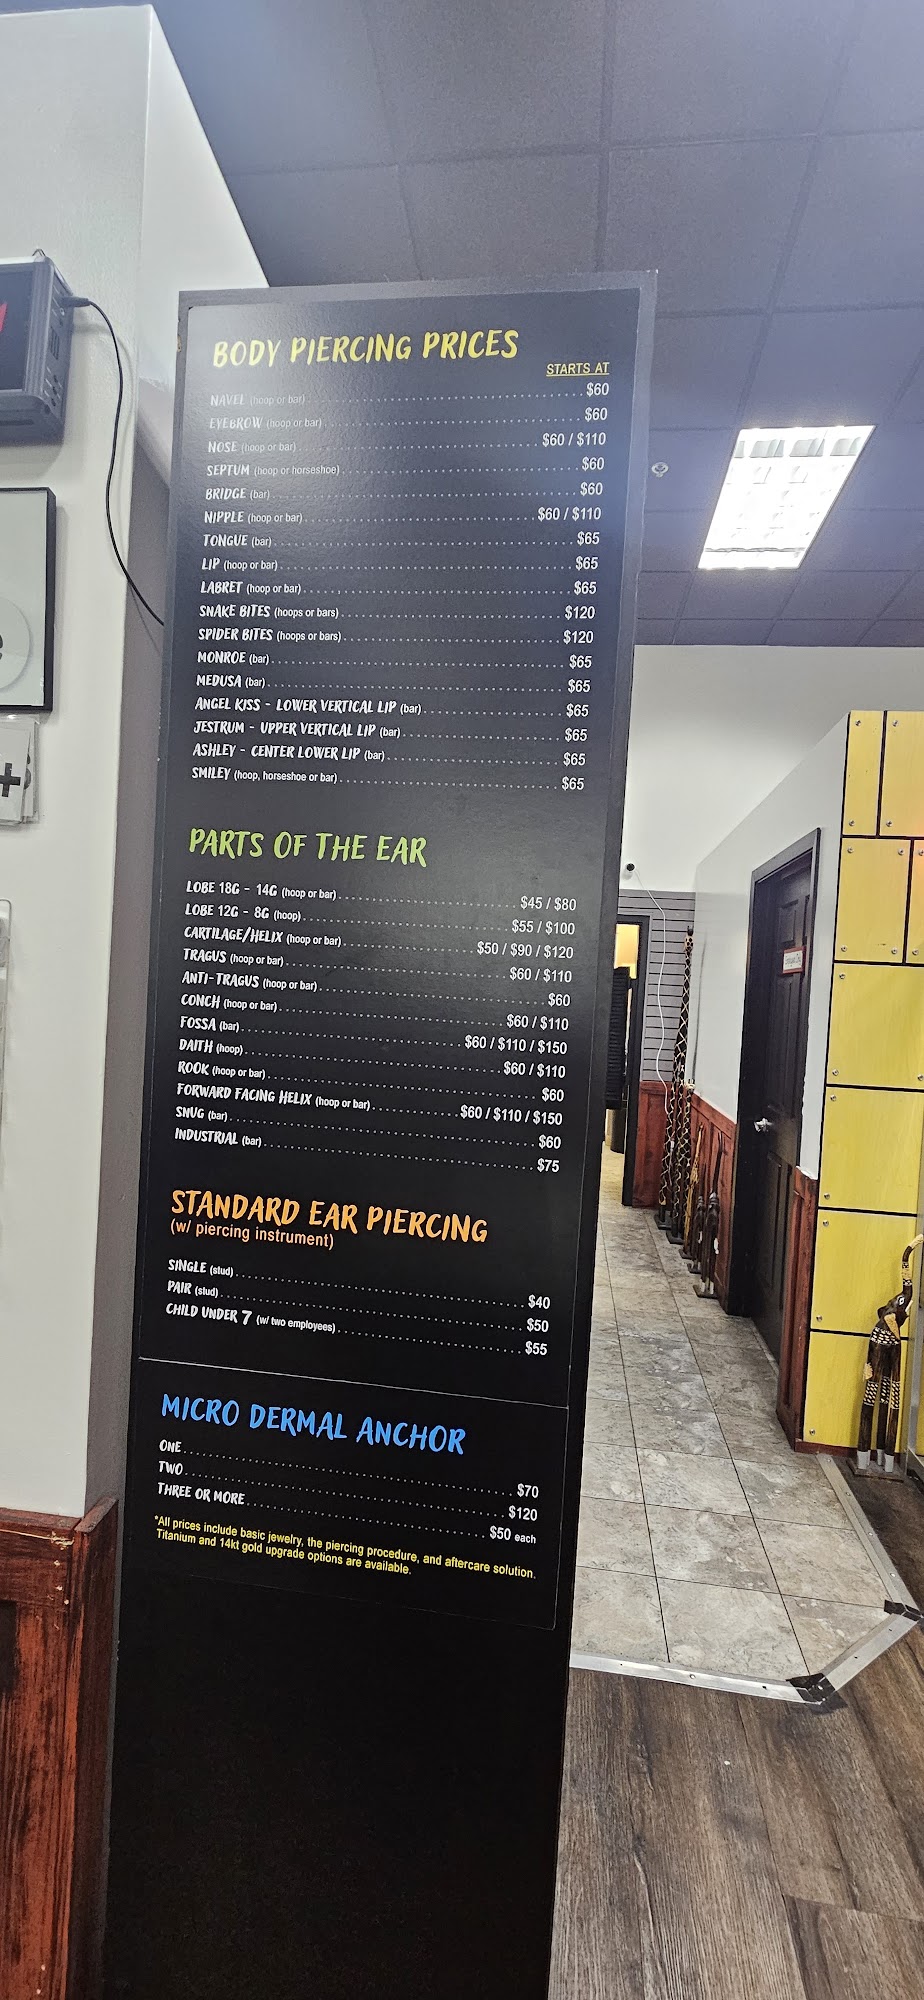 BODY PIERCING PRICES
STARTS AT
NAVEL (hoop or bar) $60
EYEBROW (hoop or bar) $60
NOSE (hoop or bar) $60 / $110
SEPTUM (hoop or horseshoe) $60
BRIDGE (bar) $60
NIPPLE (hoop or bar) $60 / $110
TONGUE (bar) $65
LIP (hoop or bar) $65
LABRET (hoop or bar) $65
SNAKE BITES (hoops or bars) $120
SPIDER BITES (hoops or bars) $120
MONROE (bar) $65
MEDUSA (bar) $65
ANGEL KISS - LOWER VERTICAL LIP (bar) $65
JESTRUM - UPPER VERTICAL LIP (bar) $65
ASHLEY - CENTER LOWER LIP (bar) $65
SMILEY (hoop, horseshoe or bar) $65
PARTS OF THE EAR
LOBE 18G - 14G (hoop or bar) $45 / $80
LOBE 12G - 8G (hoop) $55 / $100
CARTILAGE/HELIX (hoop or bar) $50 / $90 / $120
TRAGUS (hoop or bar) $60 / $110
ANTI-TRAGUS (hoop or bar) $60
CONCH (hoop or bar) $60 / $110
FOSSA (bar) $60 / $110 / $150
DAITH (hoop) $60 / $110
ROOK (hoop or bar) $60
FORWARD FACING HELIX (hoop or bar) $60 / $110 / $150
SNUG (bar) $60
INDUSTRIAL (bar) $75
STANDARD EAR PIERCING
(w/ piercing instrument)
SINGLE (stud) $40
PAIR (stud) $50
CHILD UNDER 7 (w/ two employees) $55
MICRO DERMAL ANCHOR
ONE $70
TWO $120
THREE OR MORE $50 each
*All prices include basic jewelry, the piercing procedure, and aftercare solution.
Titanium and 14kt gold upgrade options are available.